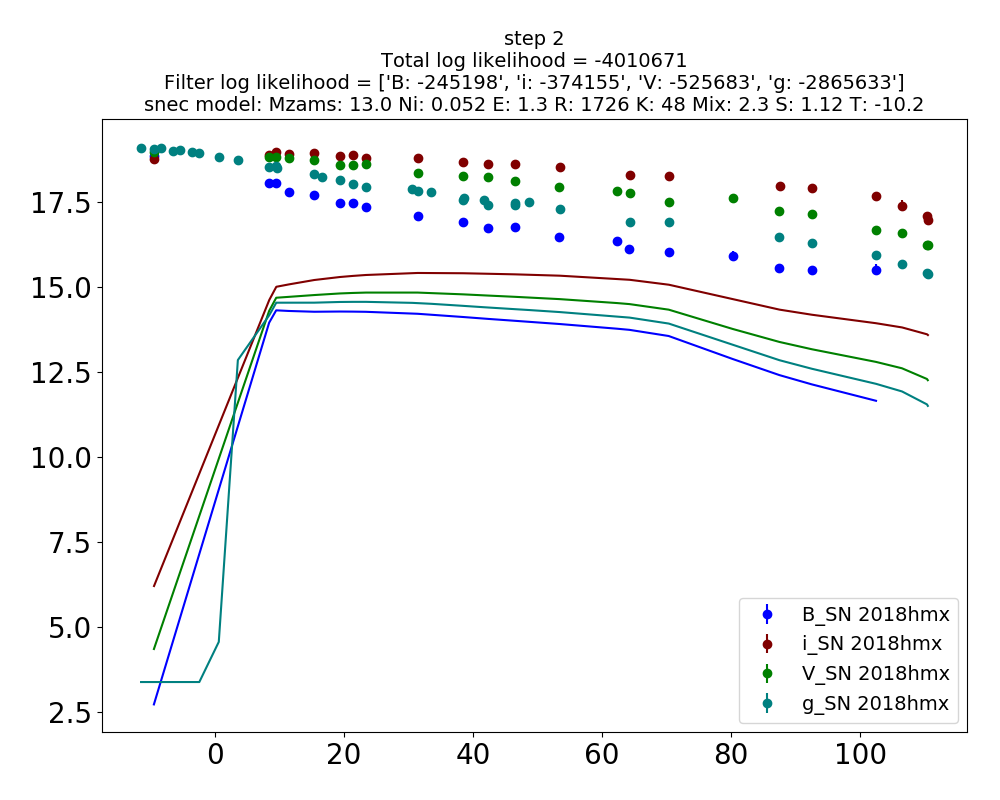 step 2
Total log likelihood = -4010671
Filter log likelihood = ['B: -245198', 'i: -374155', 'V: -525683', 'g: -2865633']
snec model: Mzams: 13.0 Ni: 0.052 E: 1.3 R: 1726 K: 48 Mix: 2.3 S: 1.12 T: -10.2
17.5
15.0
12.5
10.0
7.5
5.0
2.5
0 20 40 60 80 100
B_SN 2018hmx
i_SN 2018hmx
V_SN 2018hmx
g_SN 2018hmx